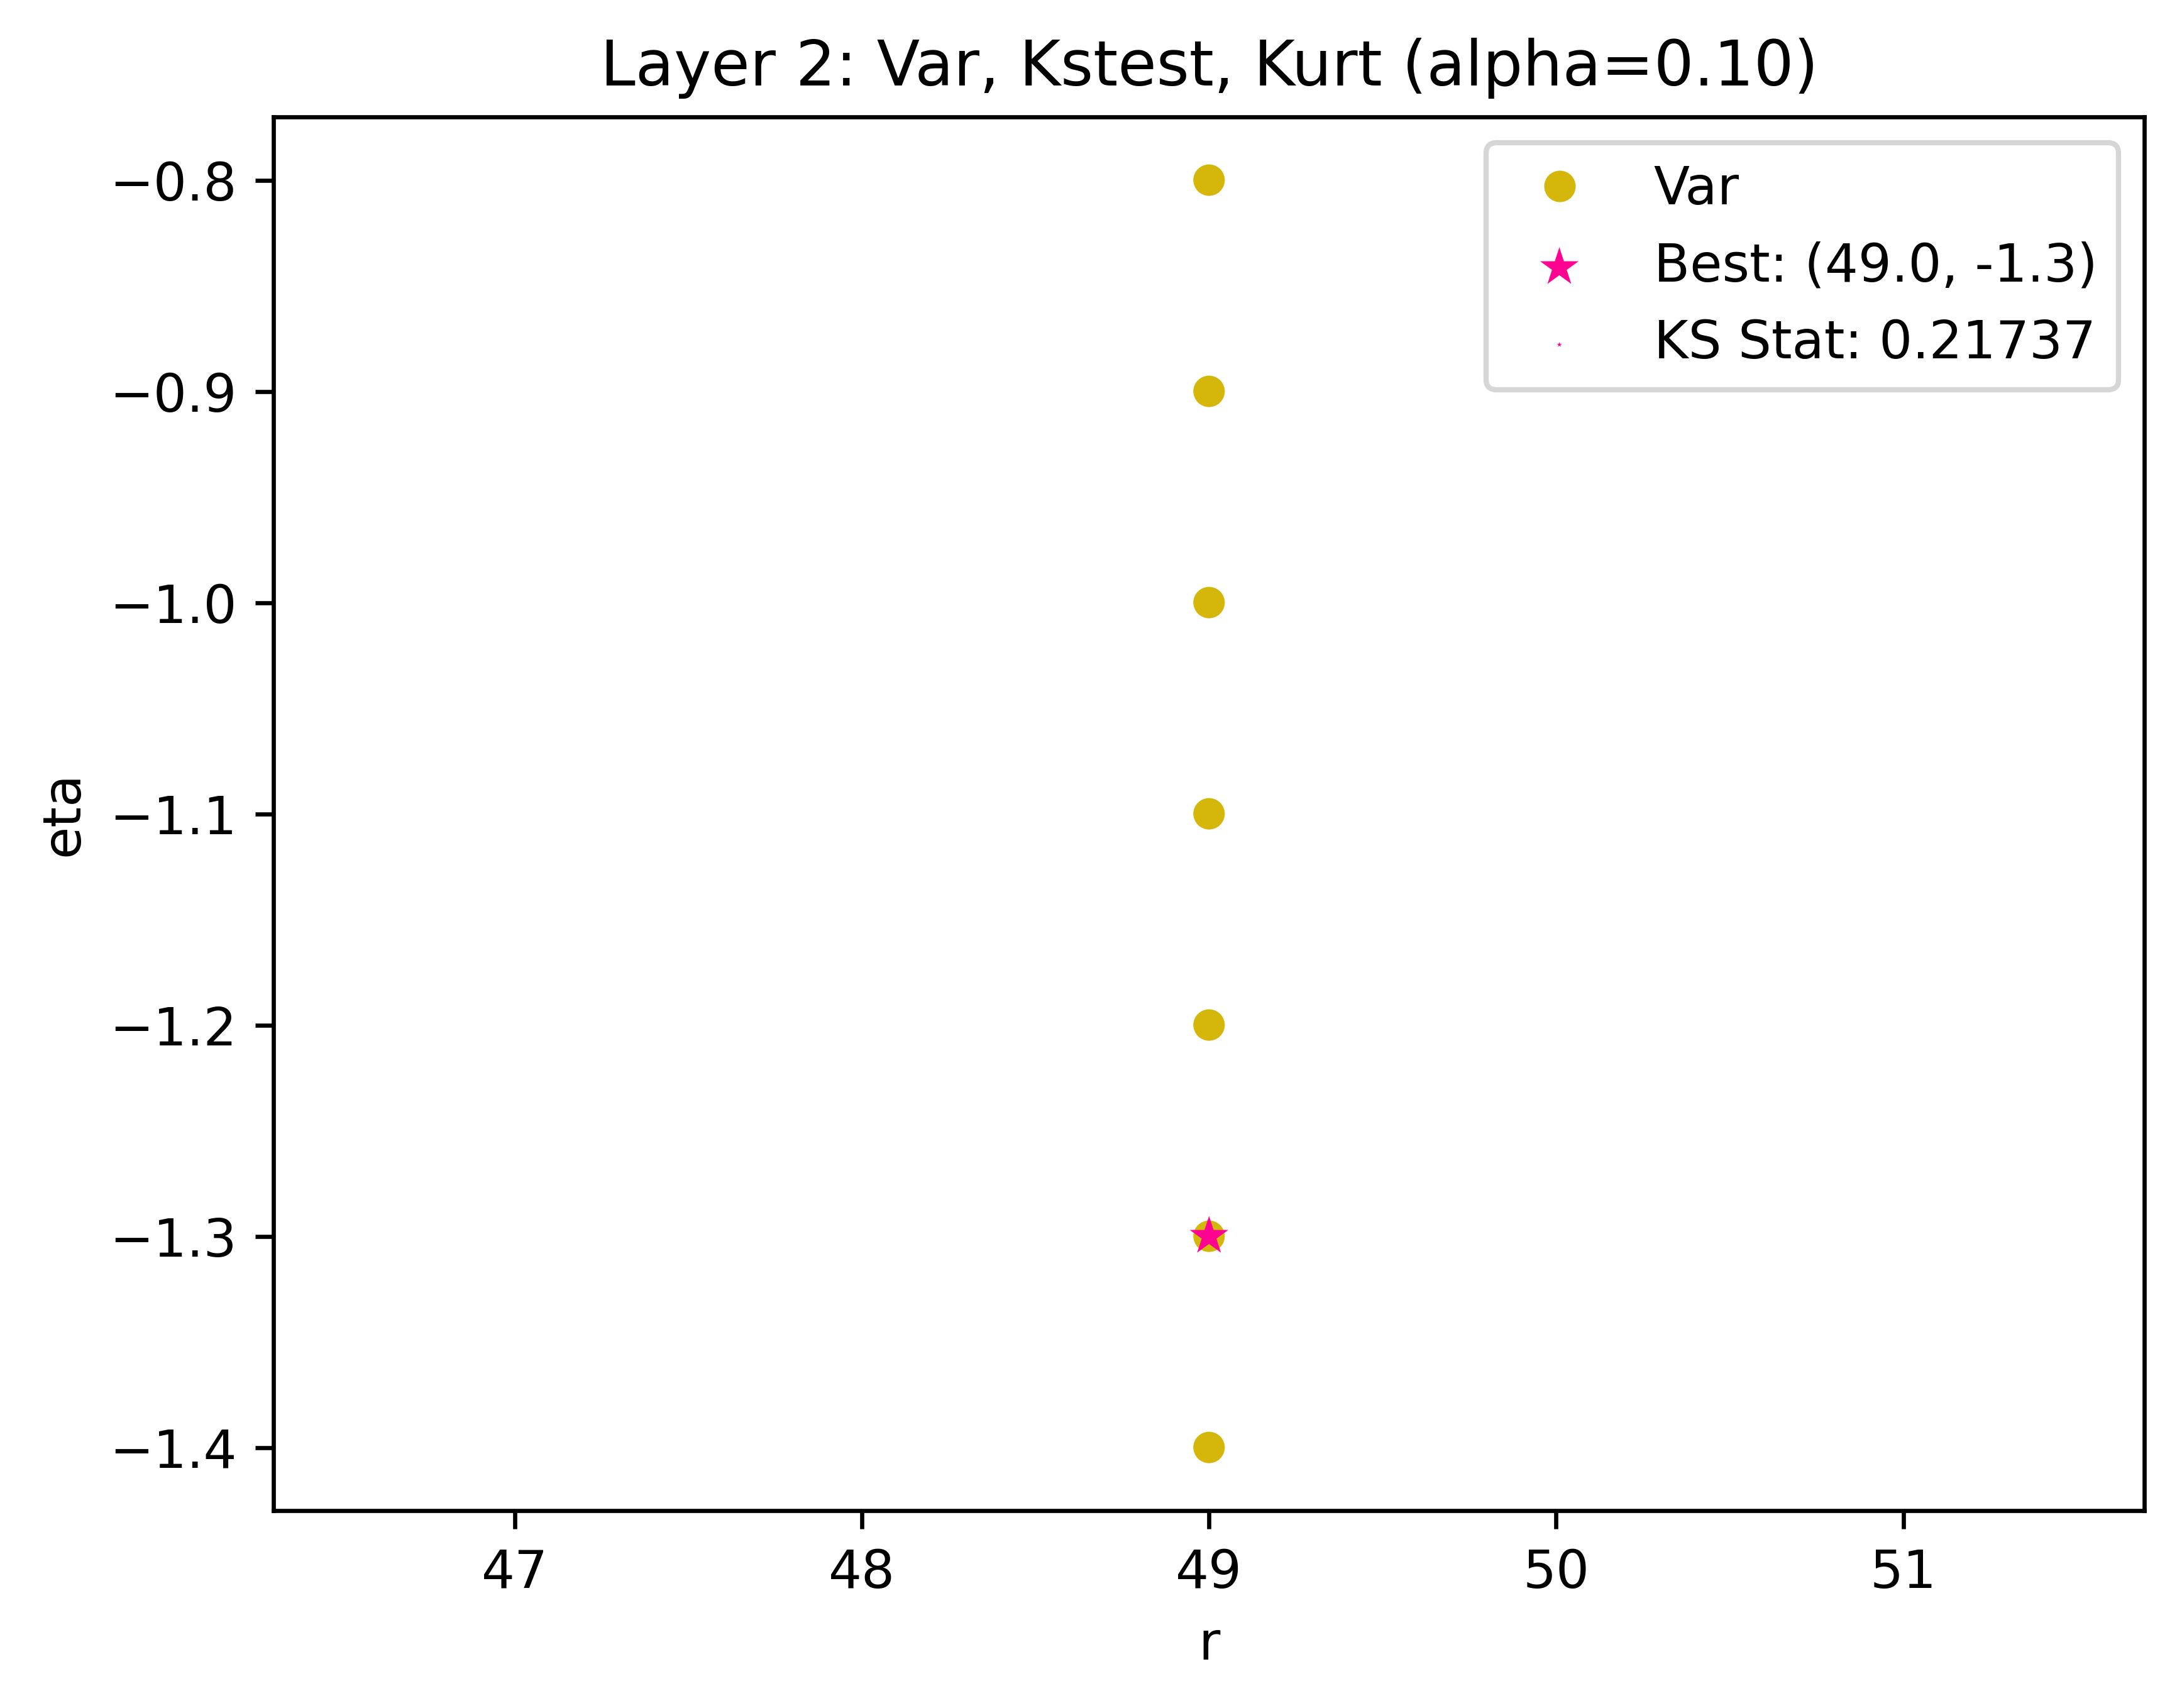 Layer 2: Var, Kstest, Kurt (alpha=0.10)
Var
Best: (49.0, -1.3)
KS Stat: 0.21737
−0.8
−0.9
−1.0
−1.1
−1.2
−1.3
−1.4
eta
47 48 49 50 51
r